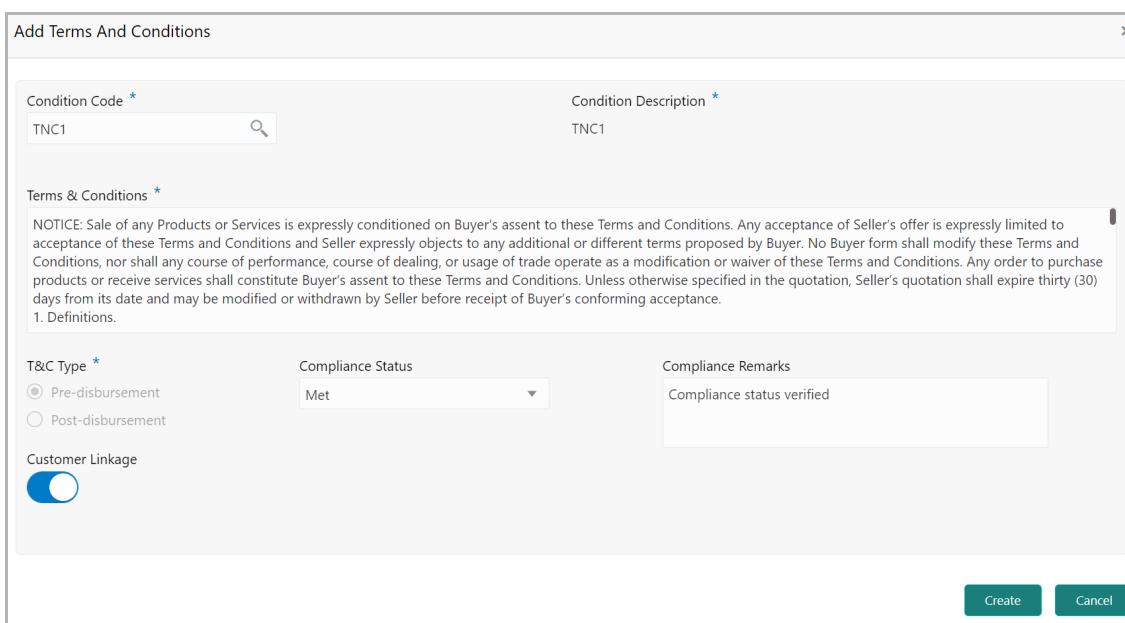 Add Terms And Conditions
Condition Code *
Condition Description *
TNC1
TNC1
Terms & Conditions *
NOTICE: Sale of any Products or Services is expressly conditioned on Buyer's assent to these Terms and Conditions. Any acceptance of Seller's offer is expressly limited to
acceptance of these Terms and Conditions and Seller expressly objects to any additional or different terms proposed by Buyer. No Buyer form shall modify these Terms and
Conditions, nor shall any course of performance, course of dealing, or usage of trade operate as a modification or waiver of these Terms and Conditions. Any order to purchase
products or receive services shall constitute Buyer's assent to these Terms and Conditions. Unless otherwise specified in the quotation, Seller's quotation shall expire thirty (30)
days from its date and may be modified or withdrawn by Seller before receipt of Buyer's conforming acceptance.
1. Definitions.
T&C Type *
Compliance Status
Compliance Remarks
Pre-disbursement
Met
Compliance status verified
Post-disbursement
Customer Linkage
Create
Cancel